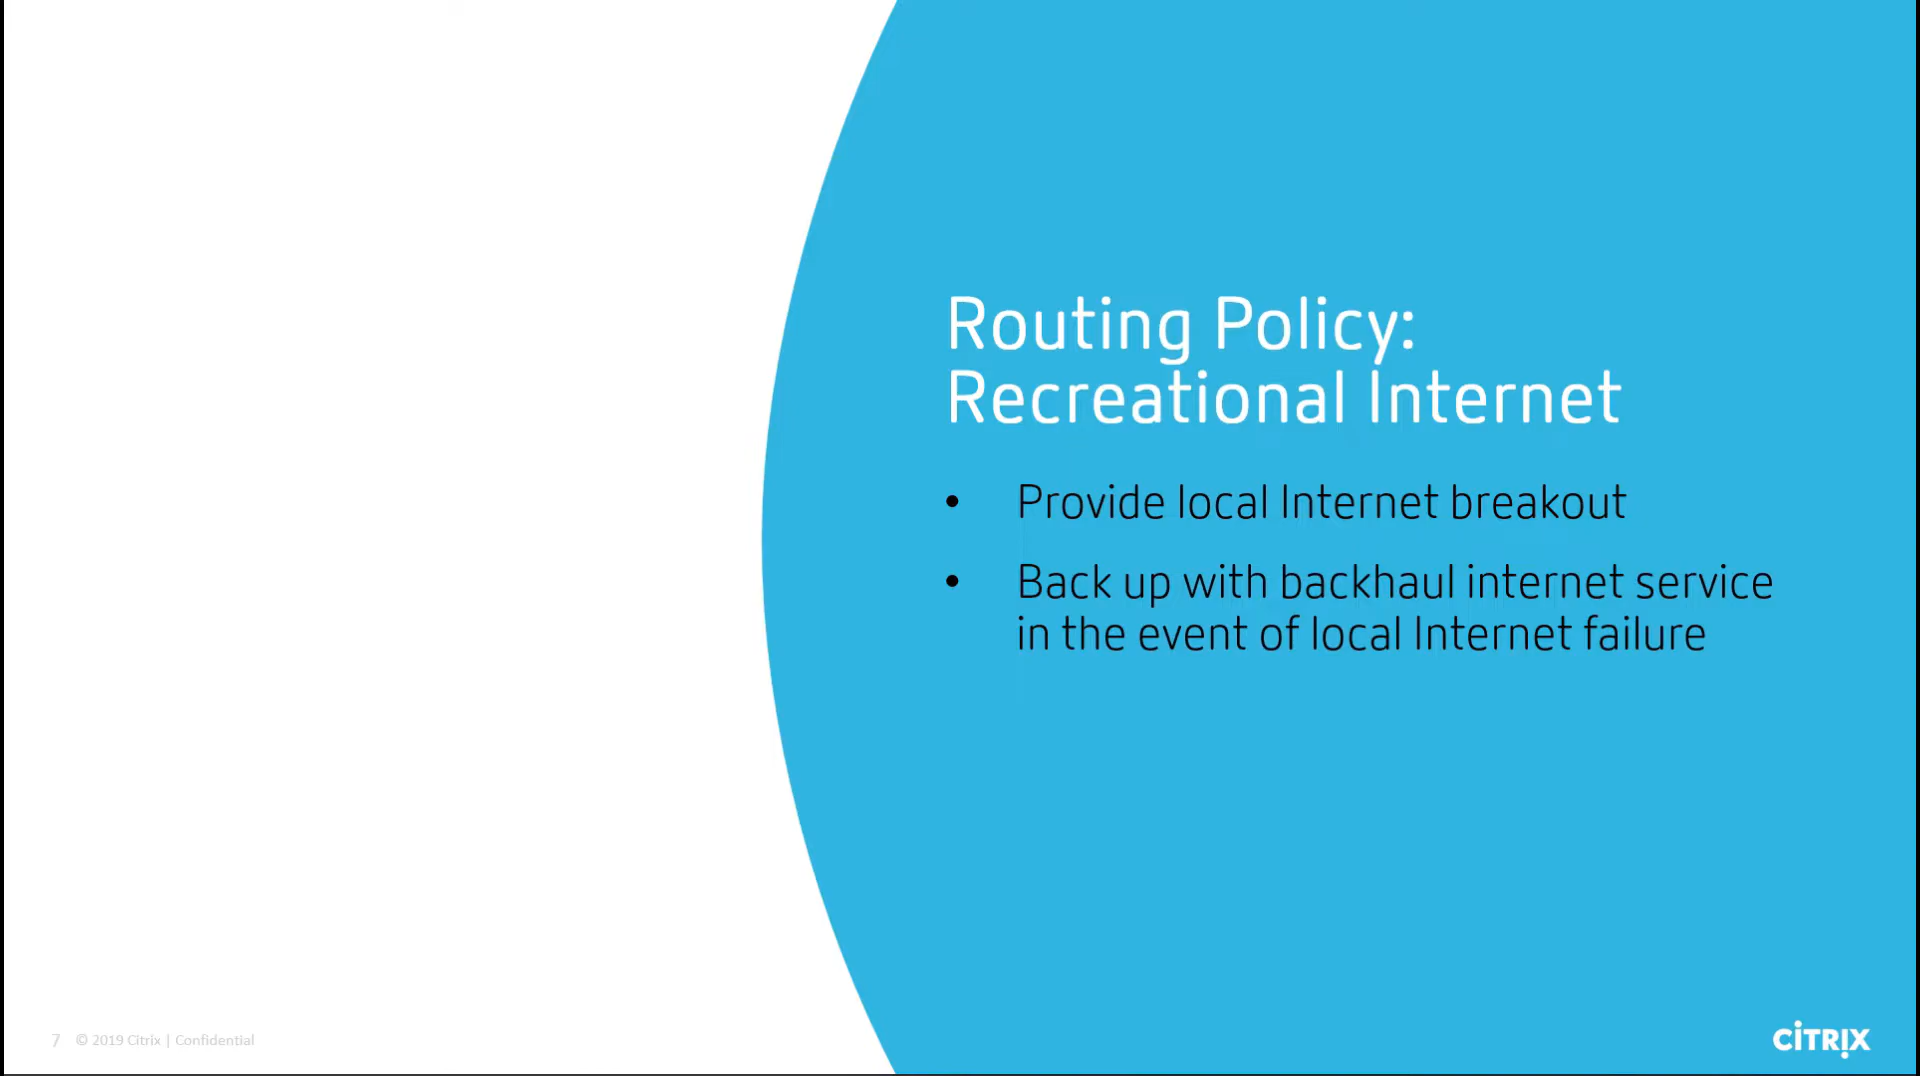 Routing Policy:
Recreational Internet
• Provide local Internet breakout
• Back up with backhaul internet service
in the event of local Internet failure
7 © 2019 Citrix | Confidential
CITRIX